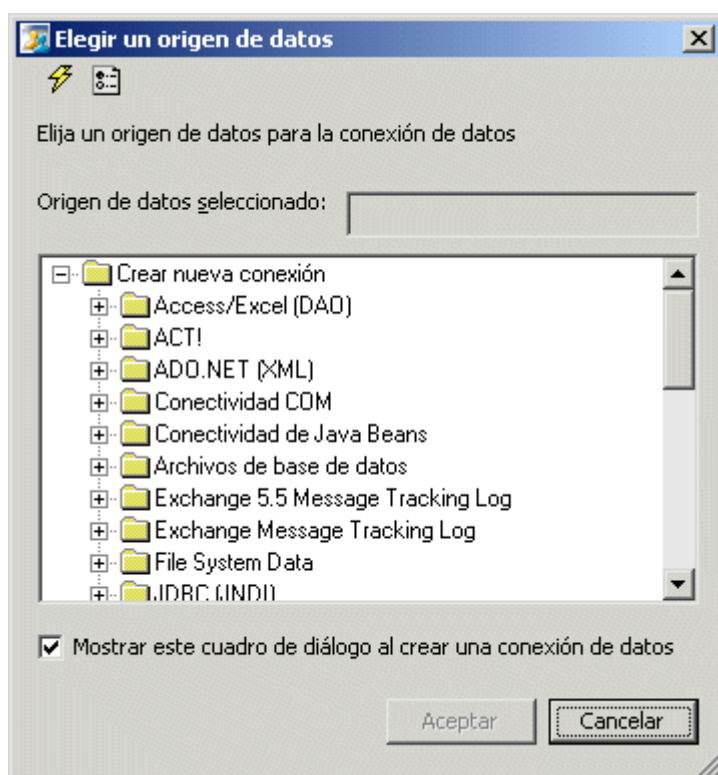 Elegir un origen de datos
Elija un origen de datos para la conexión de datos
Origen de datos seleccionado:
Crear nueva conexión
Access/Excel (DAO)
ACT!
ADO.NET (XML)
Conectividad COM
Conectividad de Java Beans
Archivos de base de datos
Exchange 5.5 Message Tracking Log
Exchange Message Tracking Log
File System Data
JDBC (JNDI)
Mostrar este cuadro de diálogo al crear una conexión de datos
Aceptar Cancelar